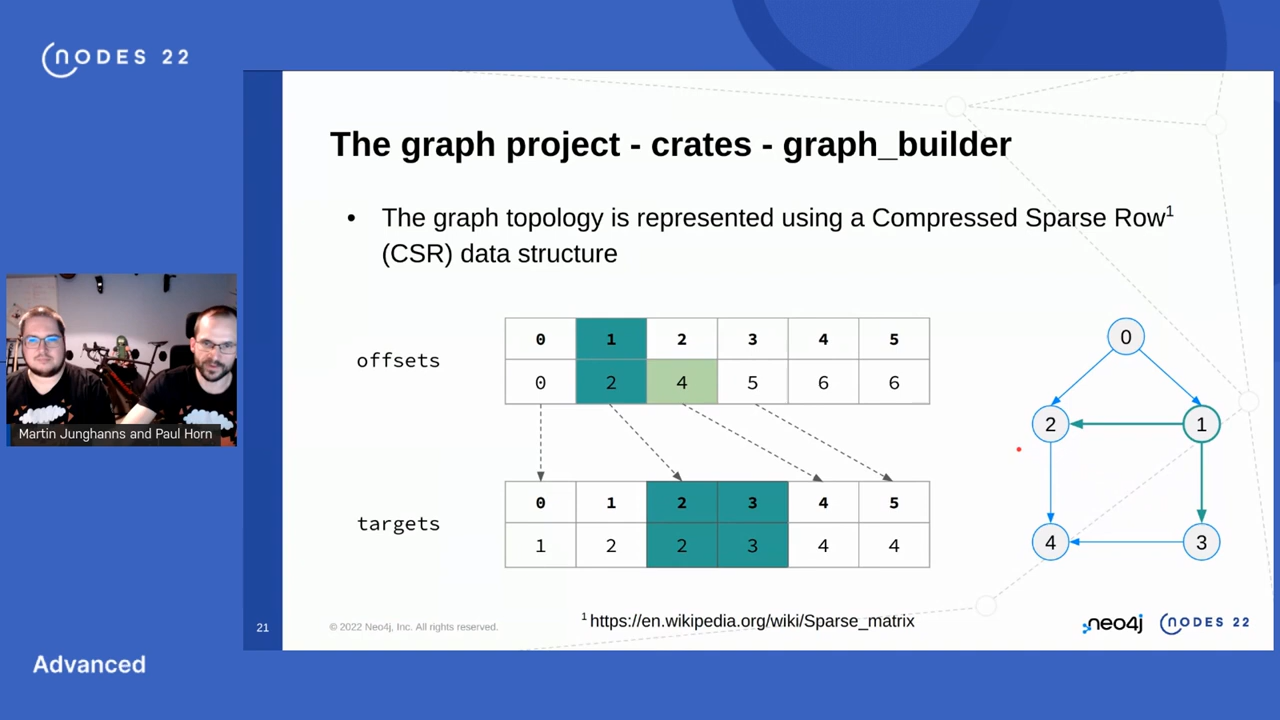 NODES 22
The graph project - crates - graph_builder
• The graph topology is represented using a Compressed Sparse Row1
(CSR) data structure
offsets
0 1 2 3 4 5
0 2 4 5 6 6
targets
0 1 2 3 4 5
1 2 2 3 4 4
0
2 1
4 3
Martin Junghanns and Paul Horn
21
© 2022 Neo4j, Inc. All rights reserved.
1 https://en.wikipedia.org/wiki/Sparse_matrix
neo4j
NODES 22
Advanced